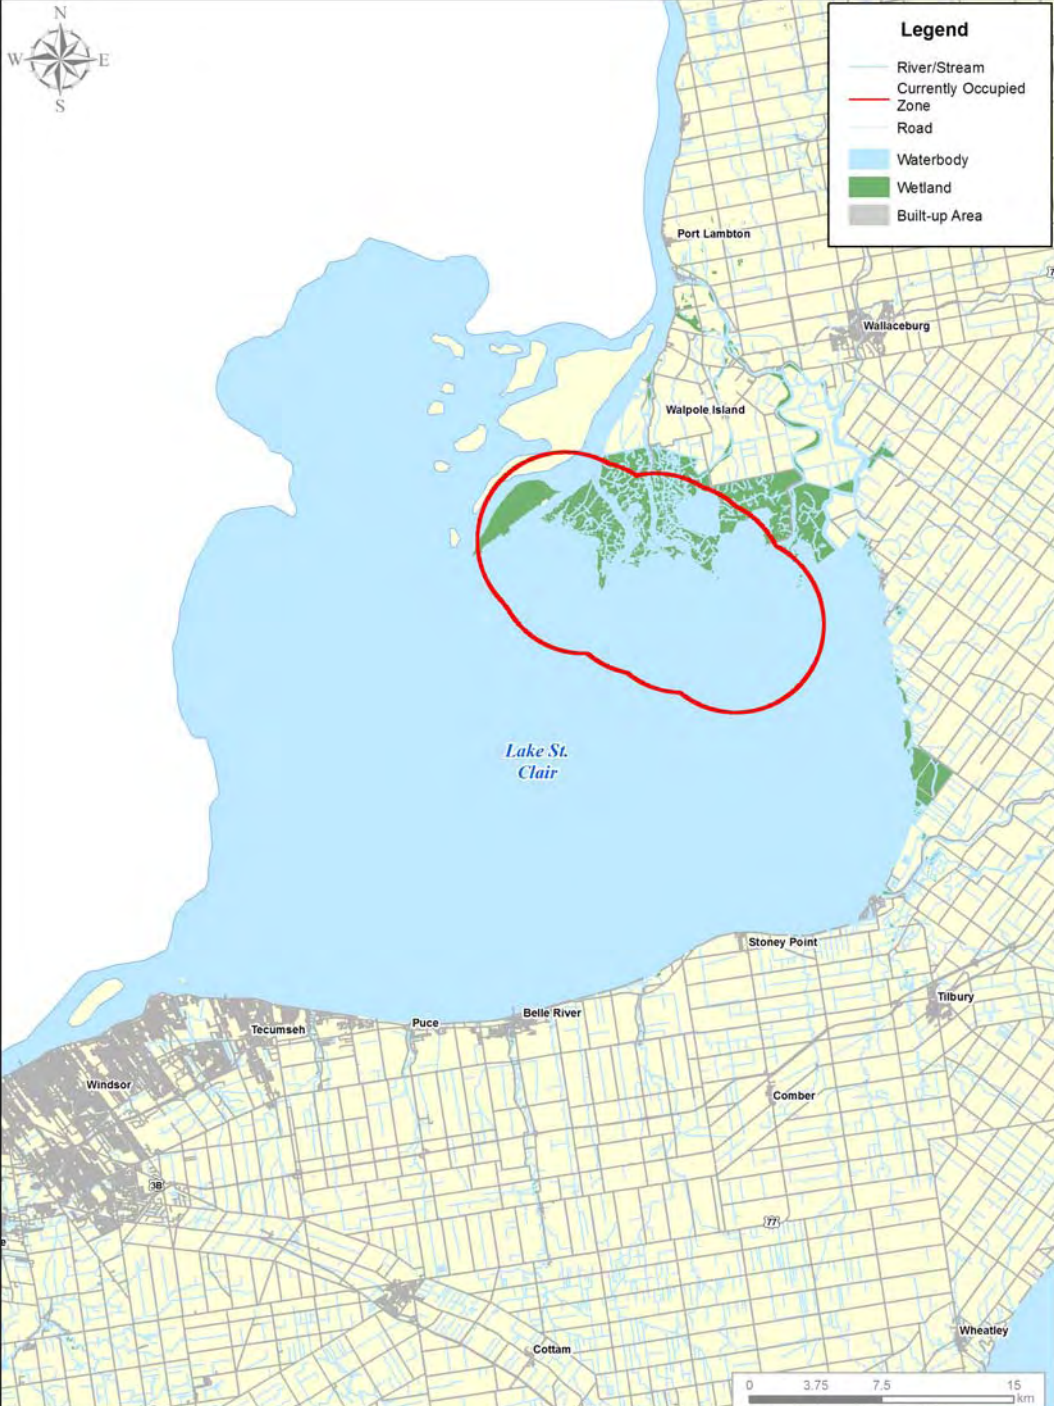 N
W E
S
Legend
River/Stream
Currently Occupied
Zone
Road
Waterbody
Wetland
Built-up Area
Port Lambton
Wallaceburg
Walpole Island
Lake St.
Clair
Stoney Point
Tilbury
Belle River
Puce
Tecumseh
Windsor
Comber
3B
77
e
Wheatley
Cottam
0 3.75 7.5 15
km